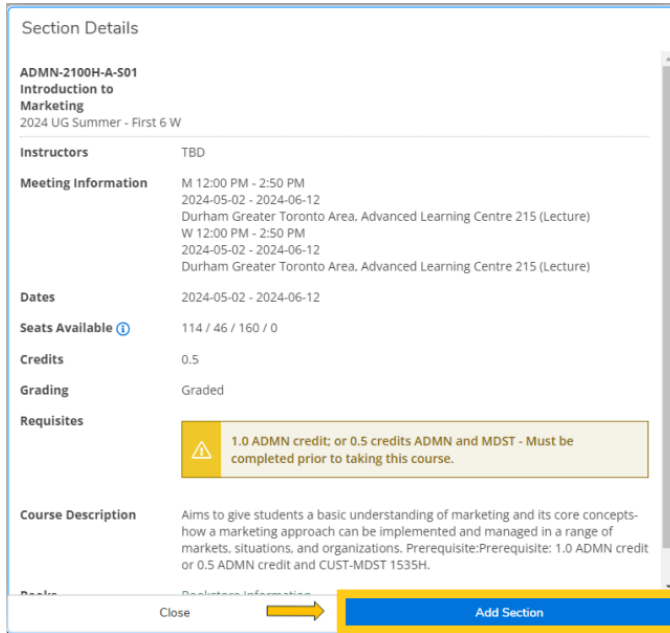 Section Details
ADMN-2100H-A-S01
Introduction to
Marketing
2024 UG Summer - First 6 W
Instructors TBD
Meeting Information M 12:00 PM - 2:50 PM
2024-05-02 - 2024-06-12
Durham Greater Toronto Area, Advanced Learning Centre 215 (Lecture)
W 12:00 PM - 2:50 PM
2024-05-02 - 2024-06-12
Durham Greater Toronto Area, Advanced Learning Centre 215 (Lecture)
Dates 2024-05-02 - 2024-06-12
Seats Available 114 / 46 / 160 / 0
Credits 0.5
Grading Graded
Requisites
1.0 ADMN credit; or 0.5 credits ADMN and MDST - Must be
completed prior to taking this course.
Course Description Aims to give students a basic understanding of marketing and its core concepts-
how a marketing approach can be implemented and managed in a range of
markets, situations, and organizations. Prerequisite:Prerequisite: 1.0 ADMN credit
or 0.5 ADMN credit and CUST-MDST 1535H.
Books Bookstore Information
Close Add Section